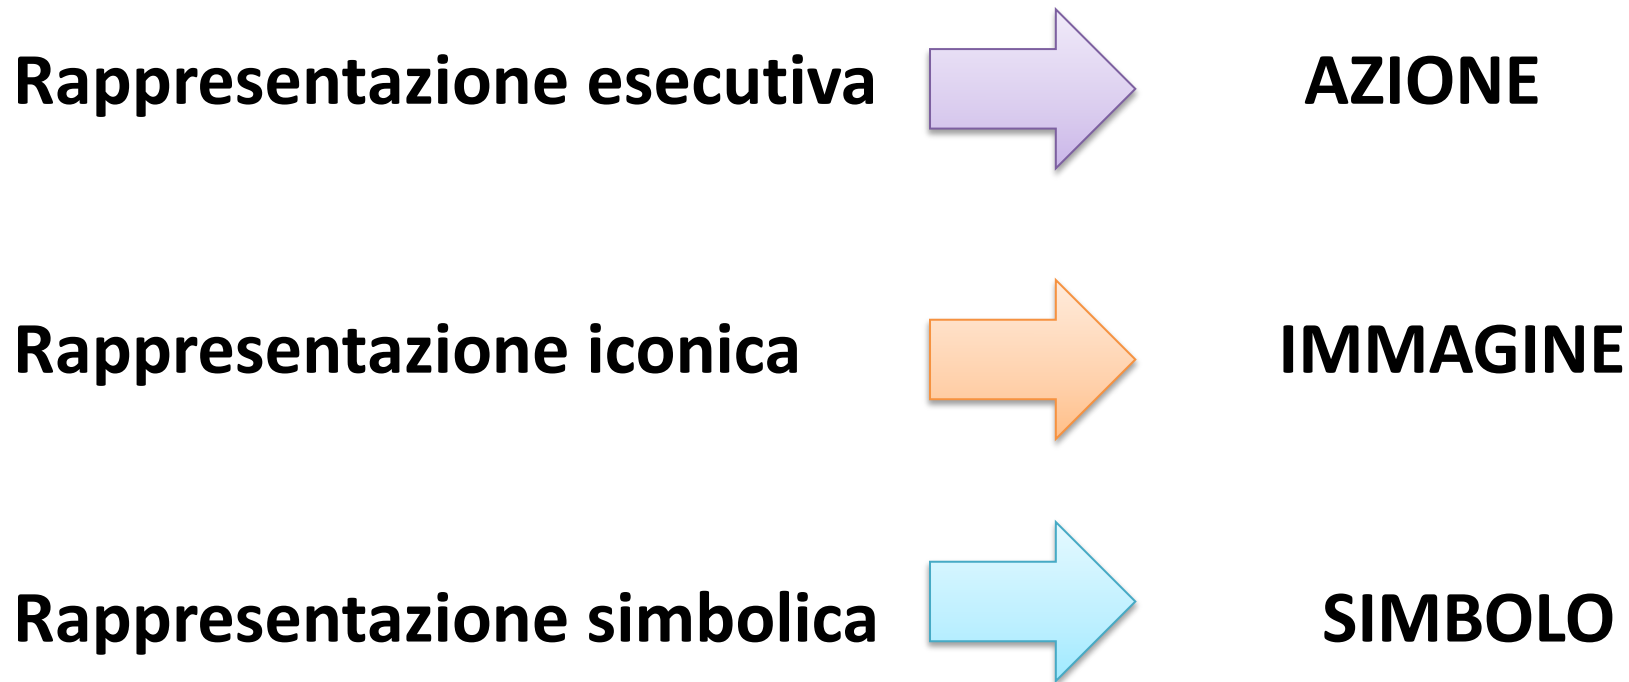 Rappresentazione esecutiva AZIONE
Rappresentazione iconica IMMAGINE
Rappresentazione simbolica SIMBOLO